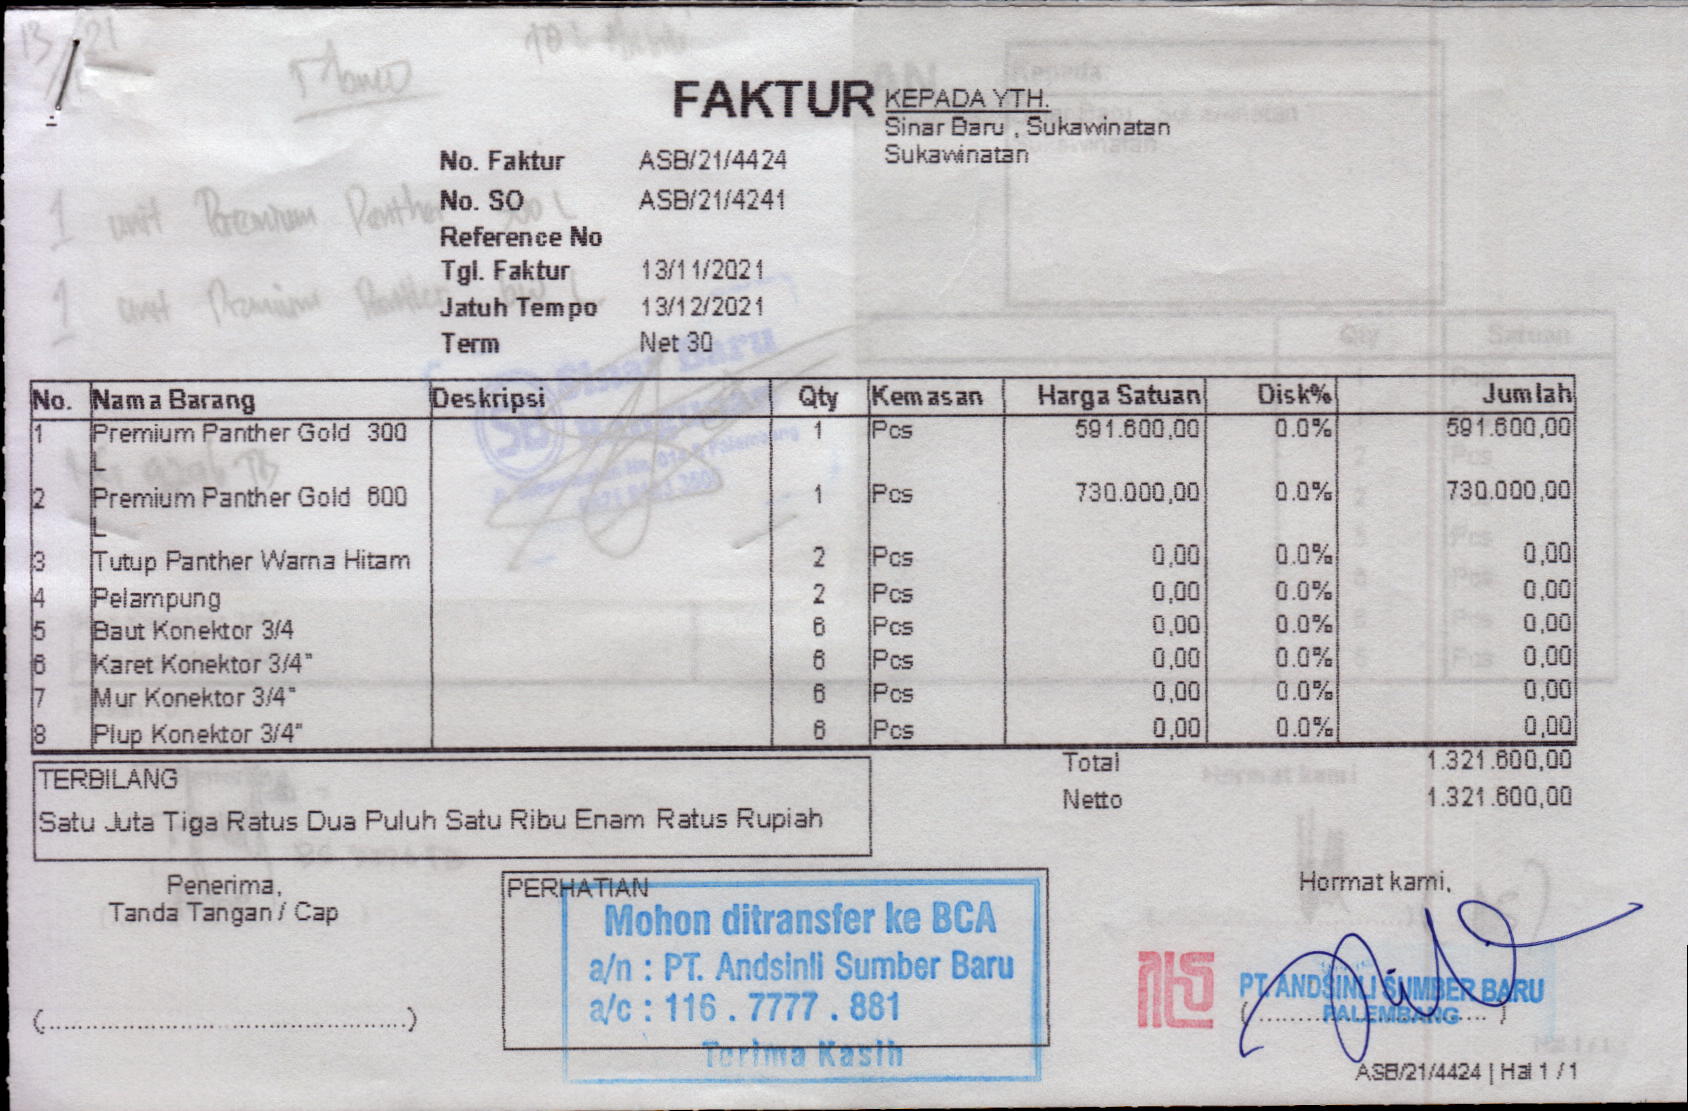 FAKTUR
KEPADA YTH.
Sinar Baru , Sukawinatan
Sukawinatan
No. Faktur ASB/21/4424
No. SO ASB/21/4241
Reference No
Tgl. Faktur 13/11/2021
Jatuh Tempo 13/12/2021
Term Net 30
1 unit Premium Panther 300 L
1 unit Premium Panther 600 L
Sinar Baru
SB Bangunan
No. Nama Barang Deskripsi Qty Kemasan Harga Satuan Disk% Jumlah
1 Premium Panther Gold 300 1 Pcs 591.600,00 0.0% 591.600,00
L
2 Premium Panther Gold 600 1 Pcs 730.000,00 0.0% 730.000,00
L
3 Tutup Panther Warna Hitam 2 Pcs 0,00 0.0% 0,00
4 Pelampung 2 Pcs 0,00 0.0% 0,00
5 Baut Konektor 3/4 6 Pcs 0,00 0.0% 0,00
6 Karet Konektor 3/4" 6 Pcs 0,00 0.0% 0,00
7 Mur Konektor 3/4" 6 Pcs 0,00 0.0% 0,00
8 Plup Konektor 3/4" 6 Pcs 0,00 0.0% 0,00
Total 1.321.600,00
Netto 1.321.600,00
TERBILANG
Satu Juta Tiga Ratus Dua Puluh Satu Ribu Enam Ratus Rupiah
Penerima,
Tanda Tangan / Cap
(................................................)
PERHATIAN
Mohon ditransfer ke BCA
a/n : PT. Andsinli Sumber Baru
a/c : 116 . 7777 . 881
Terima Kasih
Hormat kami,
PT. ANDSINLI SUMBER BARU
PALEMBANG
ASB/21/4424 | Hal 1 / 1